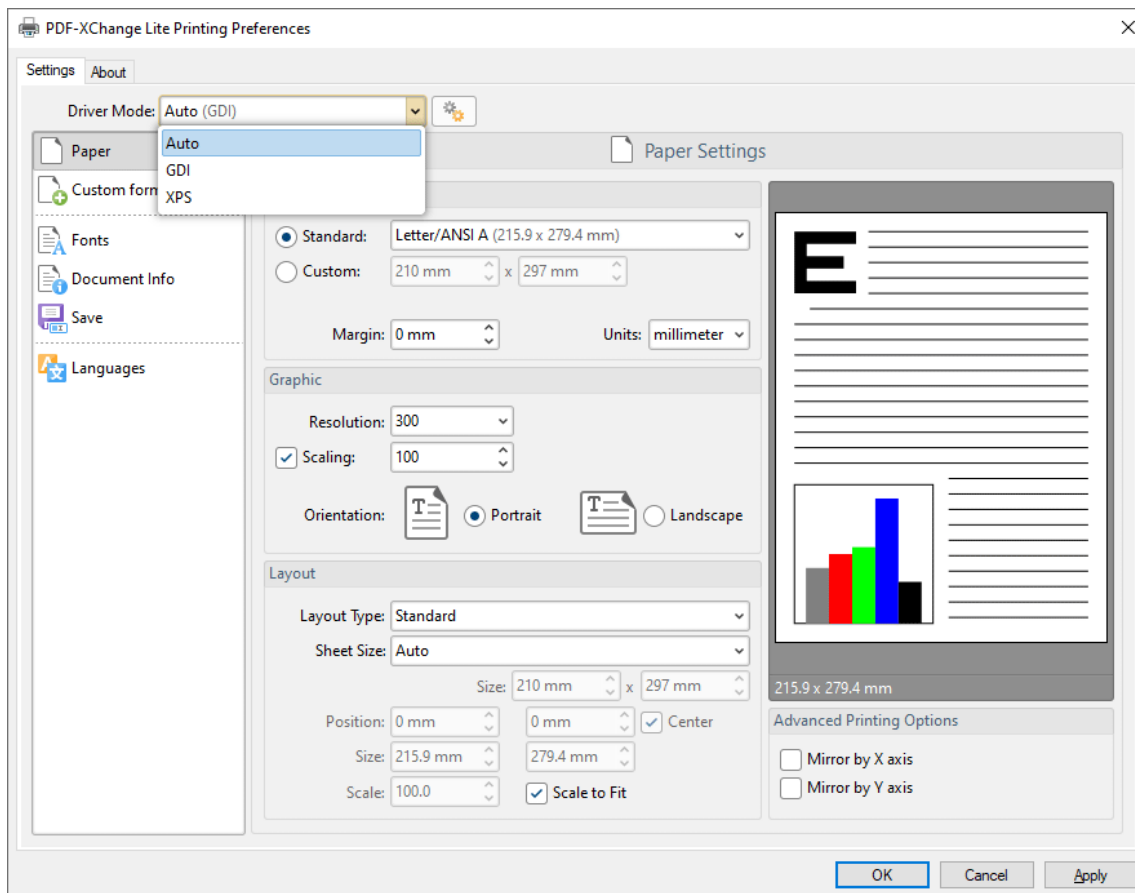 PDF-XChange Lite Printing Preferences
Settings About
Driver Mode: Auto (GDI)
Auto
GDI
XPS
Paper
Custom form
Fonts
Document Info
Save
Languages
Paper Settings
Standard: Letter/ANSI A (215.9 x 279.4 mm)
Custom: 210 mm x 297 mm
Margin: 0 mm Units: millimeter
Graphic
Resolution: 300
Scaling: 100
Orientation: T Portrait T Landscape
Layout
Layout Type: Standard
Sheet Size: Auto
Size: 210 mm x 297 mm
Position: 0 mm 0 mm Center
Size: 215.9 mm 279.4 mm
Scale: 100.0 Scale to Fit
E
215.9 x 279.4 mm
Advanced Printing Options
Mirror by X axis
Mirror by Y axis
OK Cancel Apply